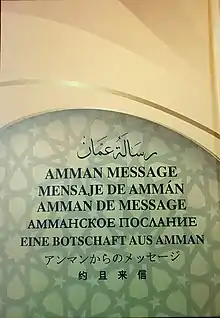 رسالة عمّان
AMMAN MESSAGE
MENSAJE DE AMMÁN
AMMAN DE MESSAGE
АММАНСКОЕ ПОСЛАНИЕ
EINE BOTSCHAFT AUS AMMAN
アンマンからのメッセージ
約旦来信